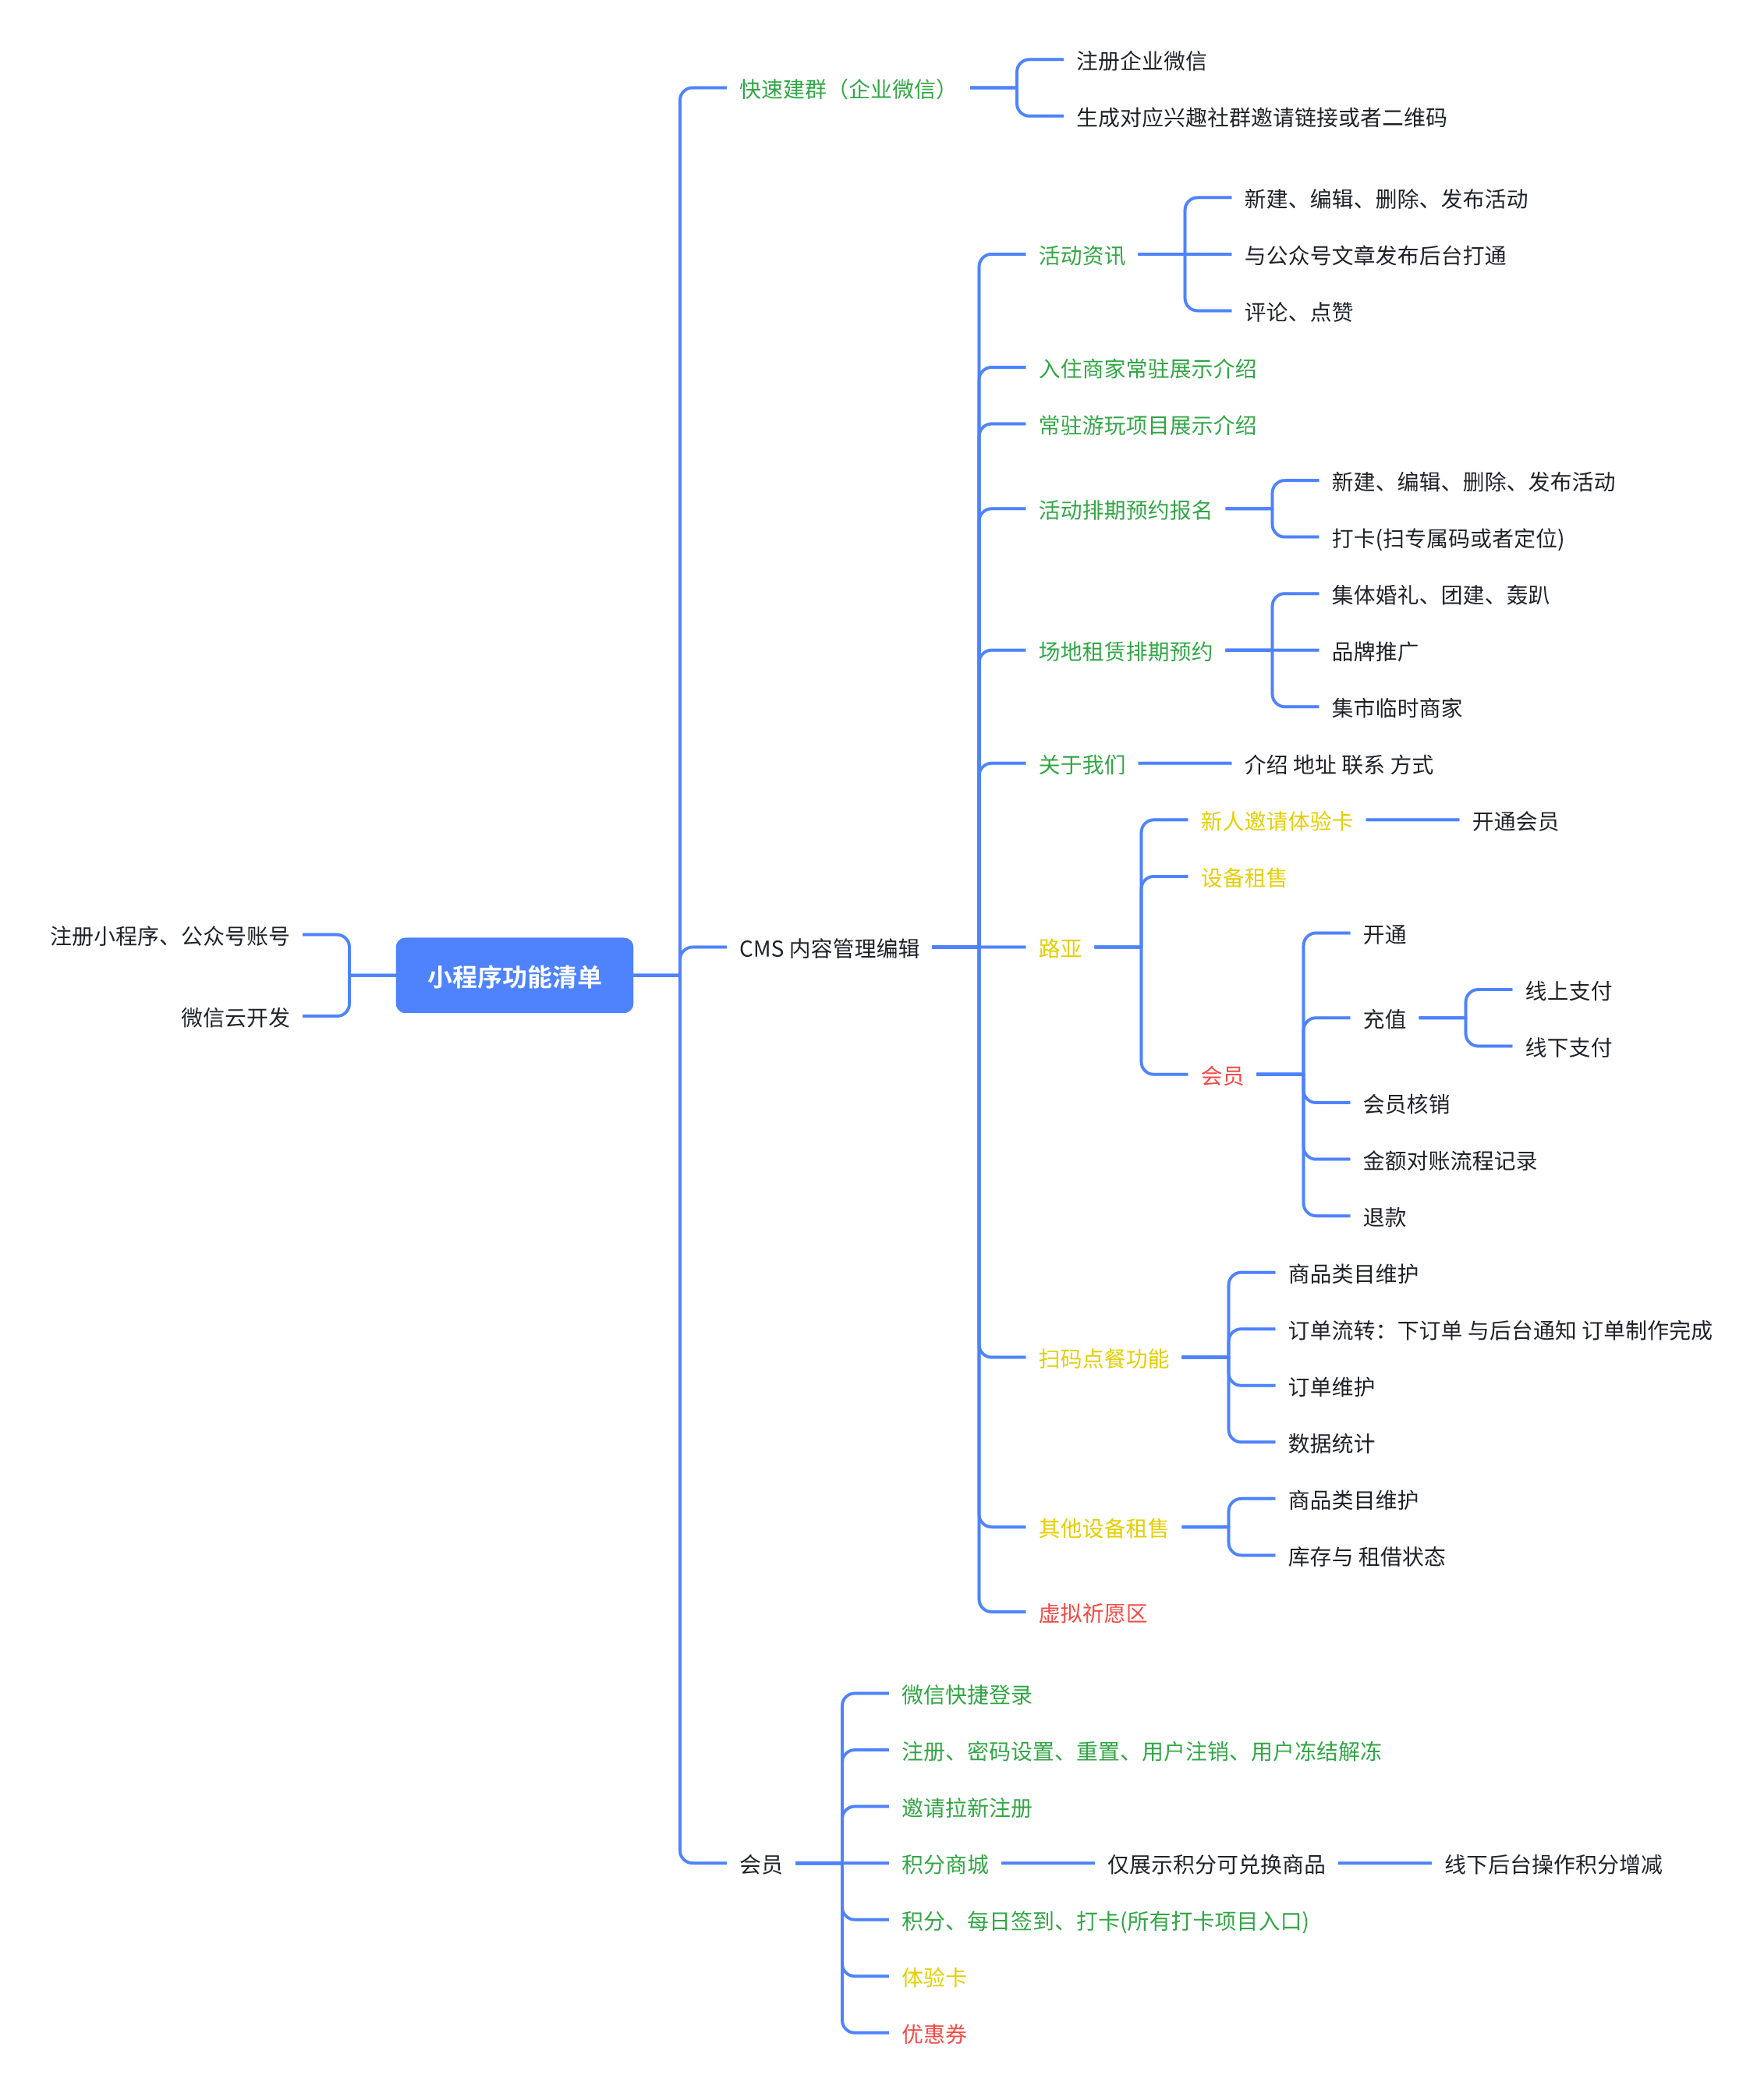 小程序功能清单
注册小程序、公众号账号
微信云开发
快速建群（企业微信）
注册企业微信
生成对应兴趣社群邀请链接或者二维码
CMS 内容管理编辑
活动资讯
新建、编辑、删除、发布活动
与公众号文章发布后台打通
评论、点赞
入住商家常驻展示介绍
常驻游玩项目展示介绍
活动排期预约报名
新建、编辑、删除、发布活动
打卡(扫专属码或者定位)
场地租赁排期预约
集体婚礼、团建、轰趴
品牌推广
集市临时商家
关于我们
介绍 地址 联系 方式
路亚
新人邀请体验卡
开通会员
设备租售
会员
开通
充值
线上支付
线下支付
会员核销
金额对账流程记录
退款
扫码点餐功能
商品类目维护
订单流转：下订单 与后台通知 订单制作完成
订单维护
数据统计
其他设备租售
商品类目维护
库存与 租借状态
虚拟祈愿区
会员
微信快捷登录
注册、密码设置、重置、用户注销、用户冻结解冻
邀请拉新注册
积分商城
仅展示积分可兑换商品
线下后台操作积分增减
积分、每日签到、打卡(所有打卡项目入口)
体验卡
优惠券